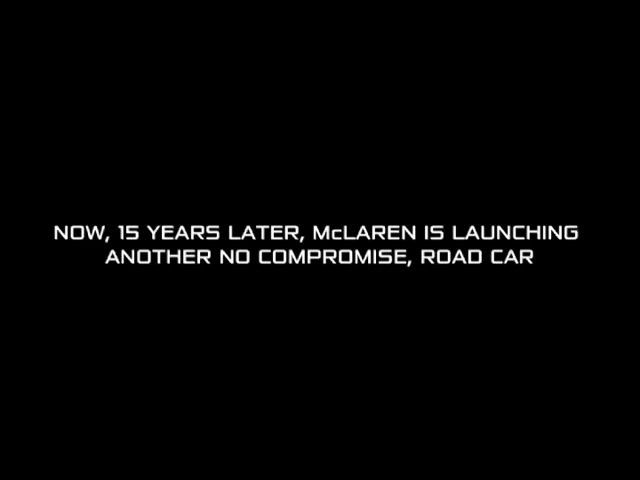 NOW, 15 YEARS LATER, McLAREN IS LAUNCHING
ANOTHER NO COMPROMISE, ROAD CAR